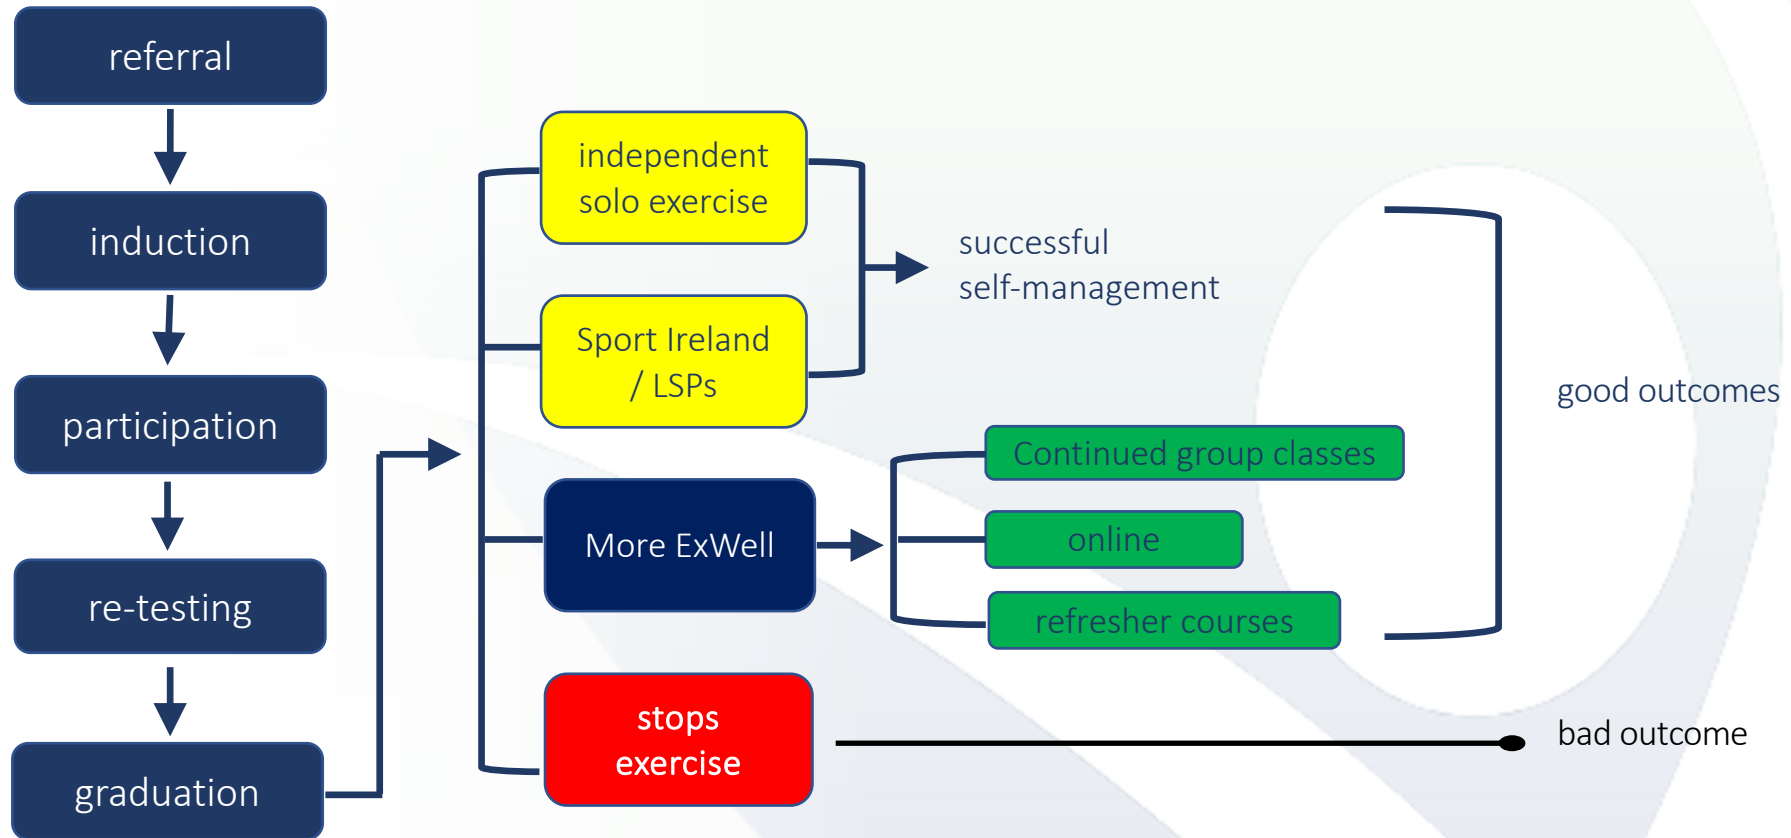 referral
induction
participation
re-testing
graduation
independent
solo exercise
Sport Ireland
/ LSPs
More ExWell
stops
exercise
successful
self-management
Continued group classes
online
refresher courses
good outcomes
bad outcome